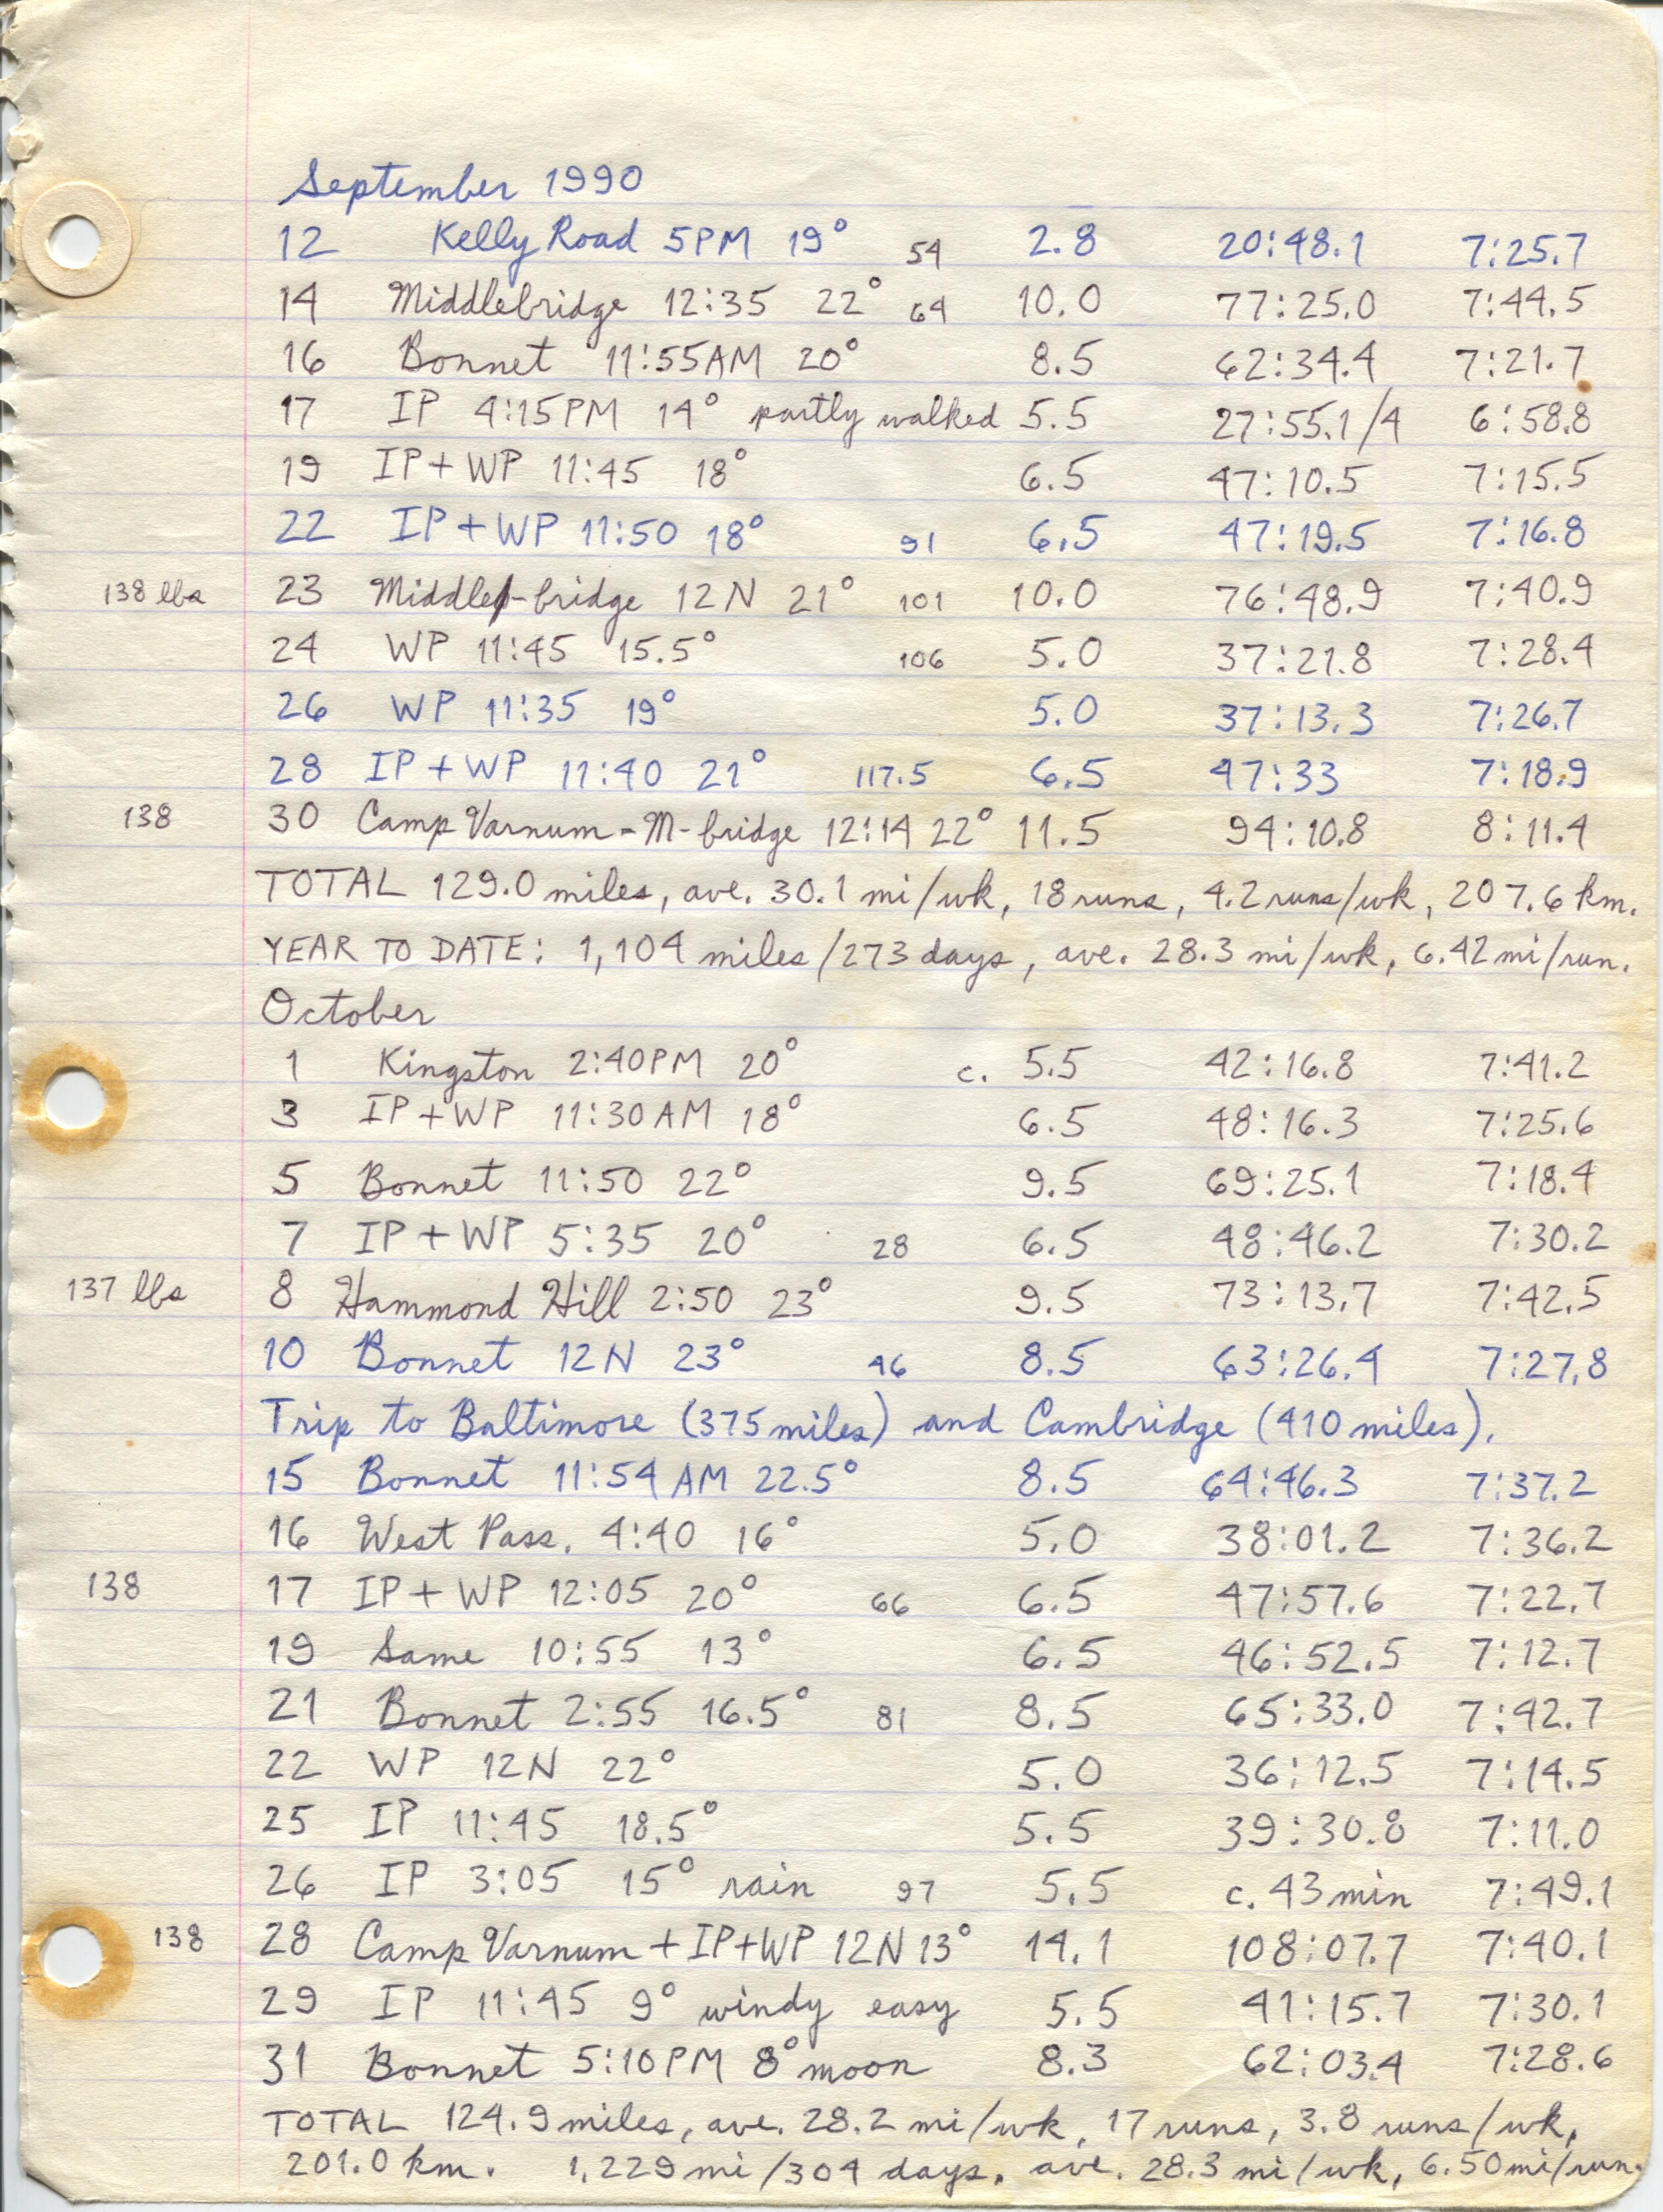 September 1990
12 Kelly Road 5PM 19° 54 2.8 20:48.1 7:25.7
14 Middlebridge 12:35 22° 64 10.0 77:25.0 7:44.5
16 Bonnet 11:55AM 20° 8.5 62:34.4 7:21.7
17 IP 4:15PM 14° partly walked 5.5 27:55.1/4 6:58.8
19 IP+WP 11:45 18° 6.5 47:10.5 7:15.5
22 IP+WP 11:50 18° 91 6.5 47:19.5 7:16.8
138 lbs 23 Middle-bridge 12N 21° 101 10.0 76:48.9 7:40.9
24 WP 11:45 15.5° 106 5.0 37:21.8 7:28.4
26 WP 11:35 19° 5.0 37:13.3 7:26.7
28 IP+WP 11:40 21° 117.5 6.5 47:33 7:18.9
138 30 Camp Varnum-M-bridge 12:14 22° 11.5 94:10.8 8:11.4
TOTAL 129.0 miles, ave. 30.1 mi/wk, 18 runs, 4.2 runs/wk, 207.6 km.
YEAR TO DATE: 1,104 miles/273 days, ave. 28.3 mi/wk, 6.42 mi/run.
October
1 Kingston 2:40PM 20° c. 5.5 42:16.8 7:41.2
3 IP+WP 11:30AM 18° 6.5 48:16.3 7:25.6
5 Bonnet 11:50 22° 9.5 69:25.1 7:18.4
7 IP+WP 5:35 20° 28 6.5 48:46.2 7:30.2
137 lbs 8 Hammond Hill 2:50 23° 9.5 73:13.7 7:42.5
10 Bonnet 12N 23° 46 8.5 63:26.4 7:27.8
Trip to Baltimore (375 miles) and Cambridge (410 miles).
15 Bonnet 11:54AM 22.5° 8.5 64:46.3 7:37.2
16 West Pass. 4:40 16° 5.0 38:01.2 7:36.2
138 17 IP+WP 12:05 20° 66 6.5 47:57.6 7:22.7
19 Same 10:55 13° 6.5 46:52.5 7:12.7
21 Bonnet 2:55 16.5° 81 8.5 65:33.0 7:42.7
22 WP 12N 22° 5.0 36:12.5 7:14.5
25 IP 11:45 18.5° 5.5 39:30.8 7:11.0
26 IP 3:05 15° rain 97 5.5 c. 43 min 7:49.1
138 28 Camp Varnum+IP+WP 12N 13° 14.1 108:07.7 7:40.1
29 IP 11:45 9° windy easy 5.5 41:15.7 7:30.1
31 Bonnet 5:10PM 8° moon 8.3 62:03.4 7:28.6
TOTAL 124.9 miles, ave. 28.2 mi/wk, 17 runs, 3.8 runs/wk,
201.0 km. 1,229 mi/304 days, ave. 28.3 mi/wk, 6.50 mi/run.